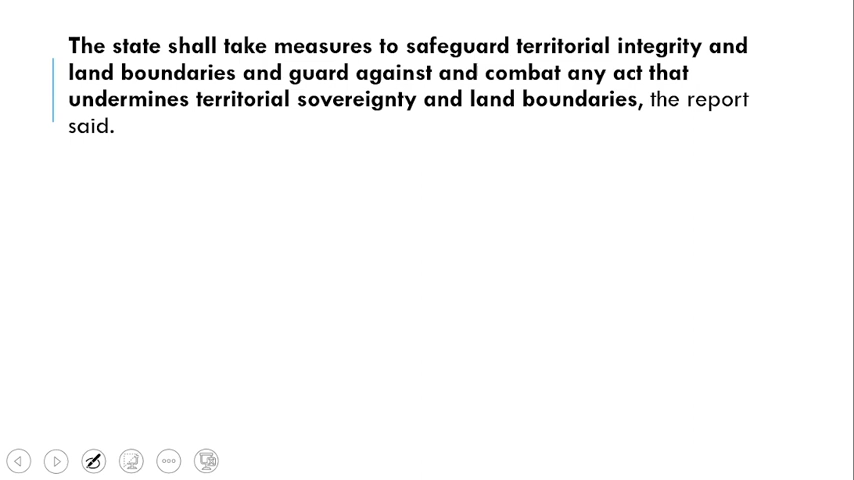 The state shall take measures to safeguard territorial integrity and
land boundaries and guard against and combat any act that
undermines territorial sovereignty and land boundaries, the report
said.